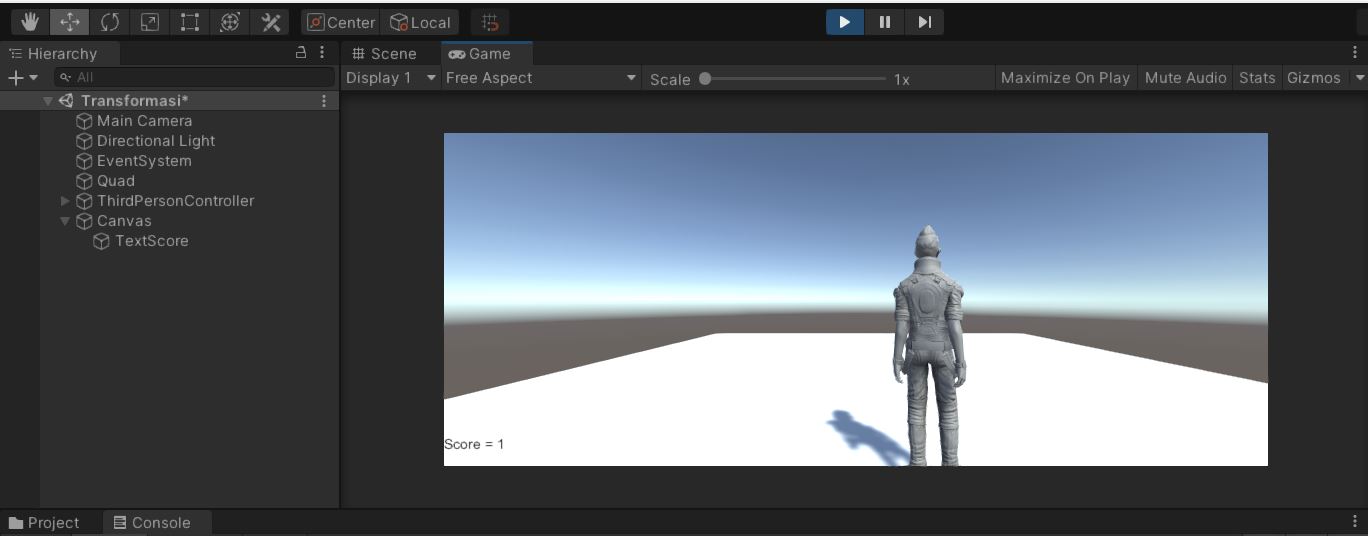 Center Local
Hierarchy
All
Transformasi*
Main Camera
Directional Light
EventSystem
Quad
ThirdPersonController
Canvas
TextScore
Scene Game
Display 1 Free Aspect Scale 1x Maximize On Play Mute Audio Stats Gizmos
Score = 1
Project Console